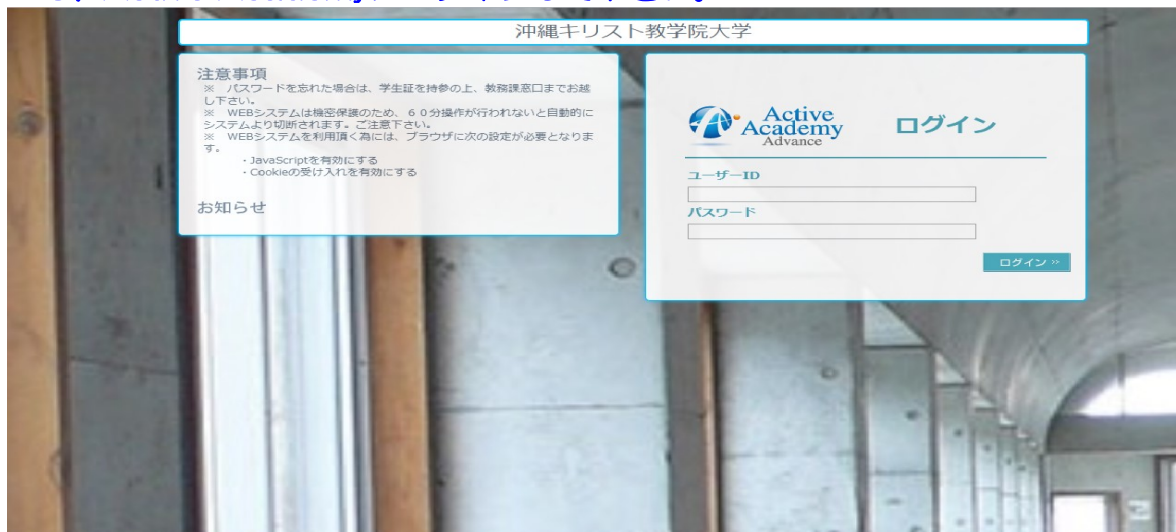 沖縄キリスト教学院大学
注意事項
※　パスワードを忘れた場合は、学生証を持参の上、教務課窓口までお越
し下さい。
※　WEBシステムは機密保護のため、６０分操作が行われないと自動的に
システムより切断されます。ご注意下さい。
※　WEBシステムを利用頂く為には、ブラウザに次の設定が必要となりま
す。
・JavaScriptを有効にする
・Cookieの受け入れを有効にする
お知らせ
Active
Academy
Advance
ログイン
ユーザーID
パスワード
ログイン »